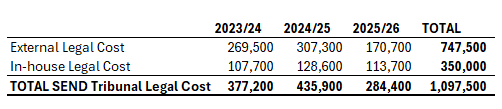 2023/24 2024/25 2025/26 TOTAL
External Legal Cost 269,500 307,300 170,700 747,500
In-house Legal Cost 107,700 128,600 113,700 350,000
TOTAL SEND Tribunal Legal Cost 377,200 435,900 284,400 1,097,500